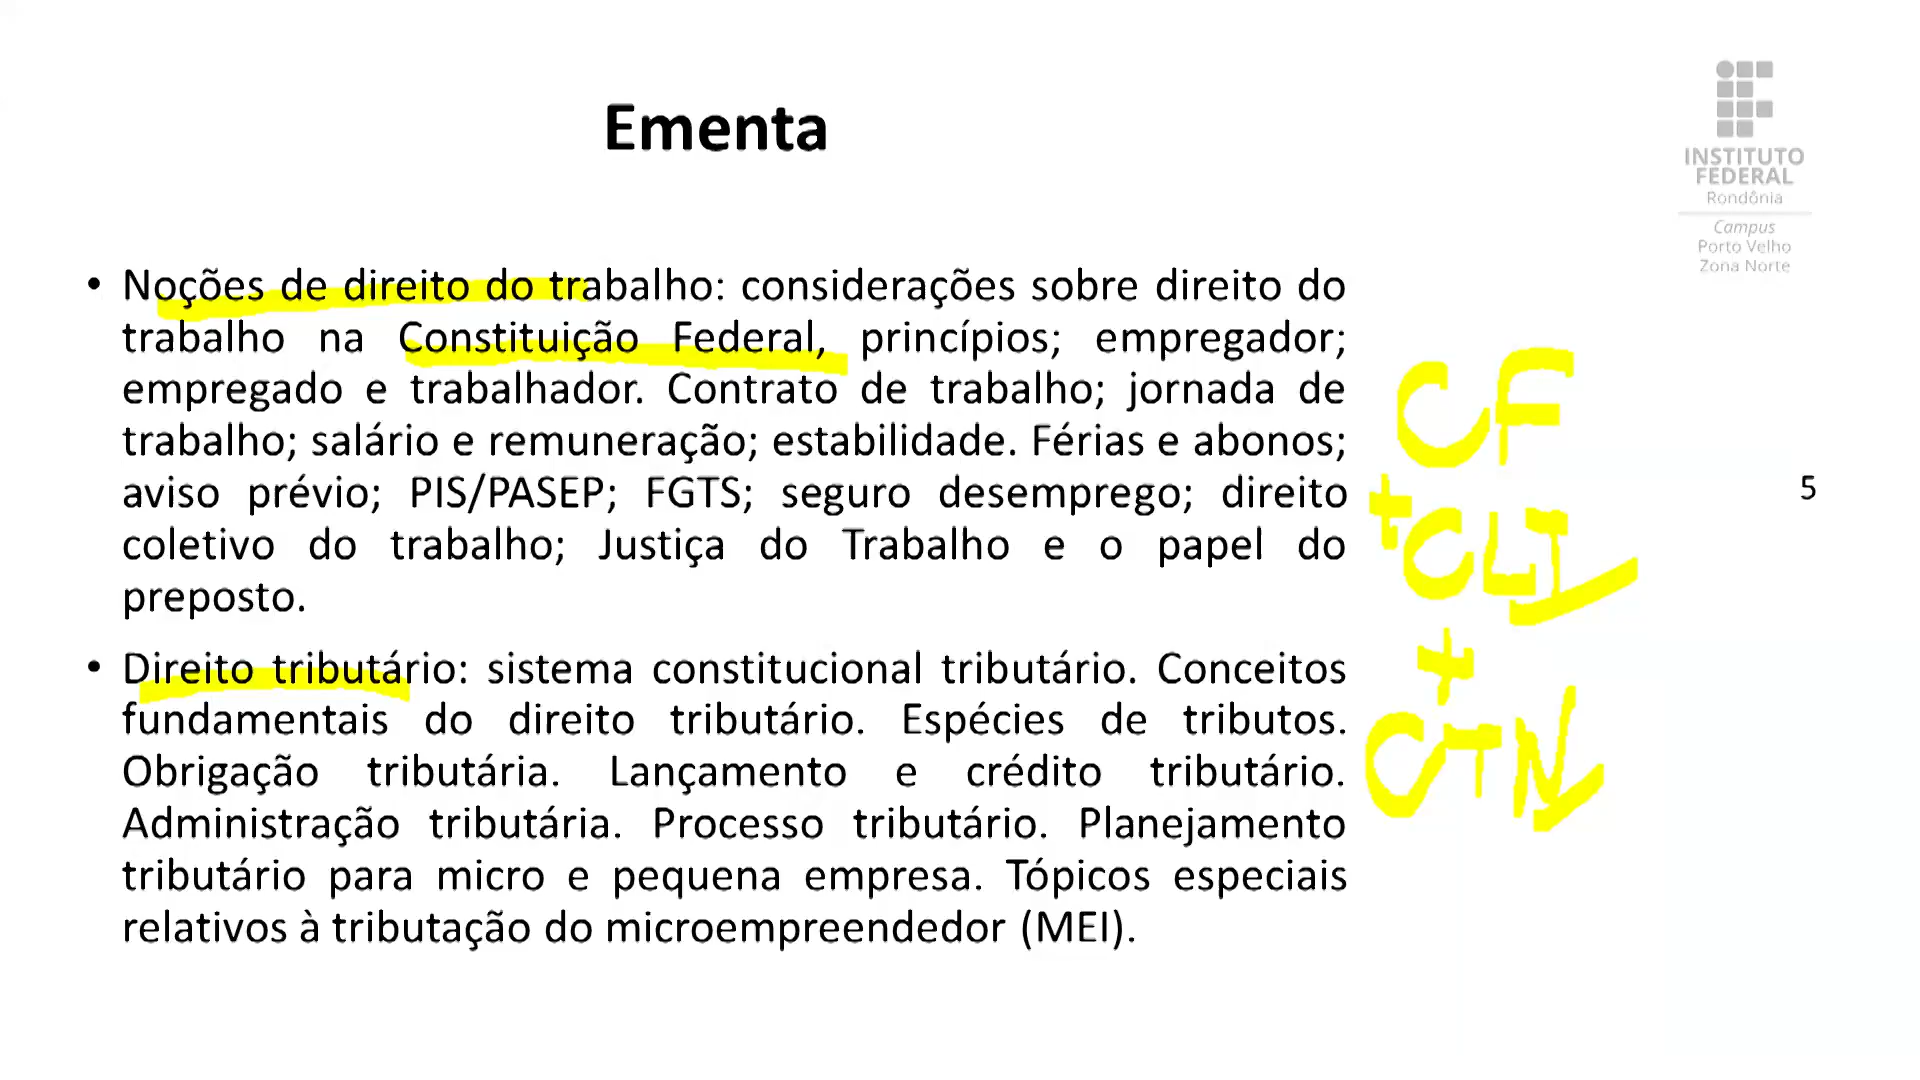 Ementa
INSTITUTO
FEDERAL
Rondônia
Campus
Porto Velho
Zona Norte
• Noções de direito do trabalho: considerações sobre direito do
trabalho na Constituição Federal, princípios; empregador;
empregado e trabalhador. Contrato de trabalho; jornada de
trabalho; salário e remuneração; estabilidade. Férias e abonos;
aviso prévio; PIS/PASEP; FGTS; seguro desemprego; direito
coletivo do trabalho; Justiça do Trabalho e o papel do
preposto.
• Direito tributário: sistema constitucional tributário. Conceitos
fundamentais do direito tributário. Espécies de tributos.
Obrigação tributária. Lançamento e crédito tributário.
Administração tributária. Processo tributário. Planejamento
tributário para micro e pequena empresa. Tópicos especiais
relativos à tributação do microempreendedor (MEI).
CF
+CLT
+
CTN
5